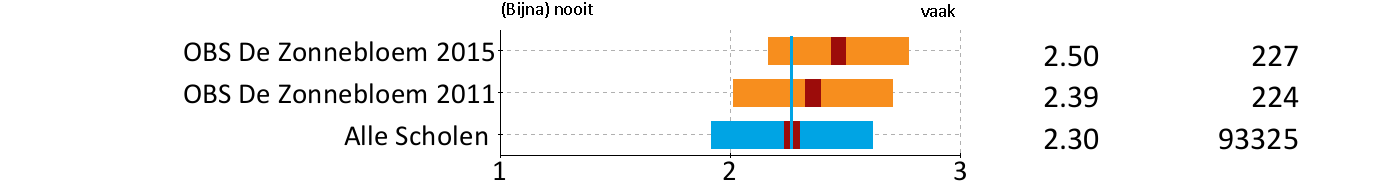 (Bijna) nooit vaak
OBS De Zonnebloem 2015 2.50 227
OBS De Zonnebloem 2011 2.39 224
Alle Scholen 2.30 93325
1 2 3